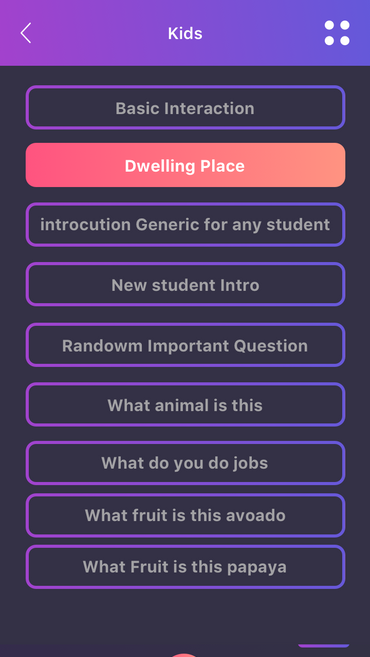 Kids
Basic Interaction
Dwelling Place
introcution Generic for any student
New student Intro
Randowm Important Question
What animal is this
What do you do jobs
What fruit is this avoado
What Fruit is this papaya